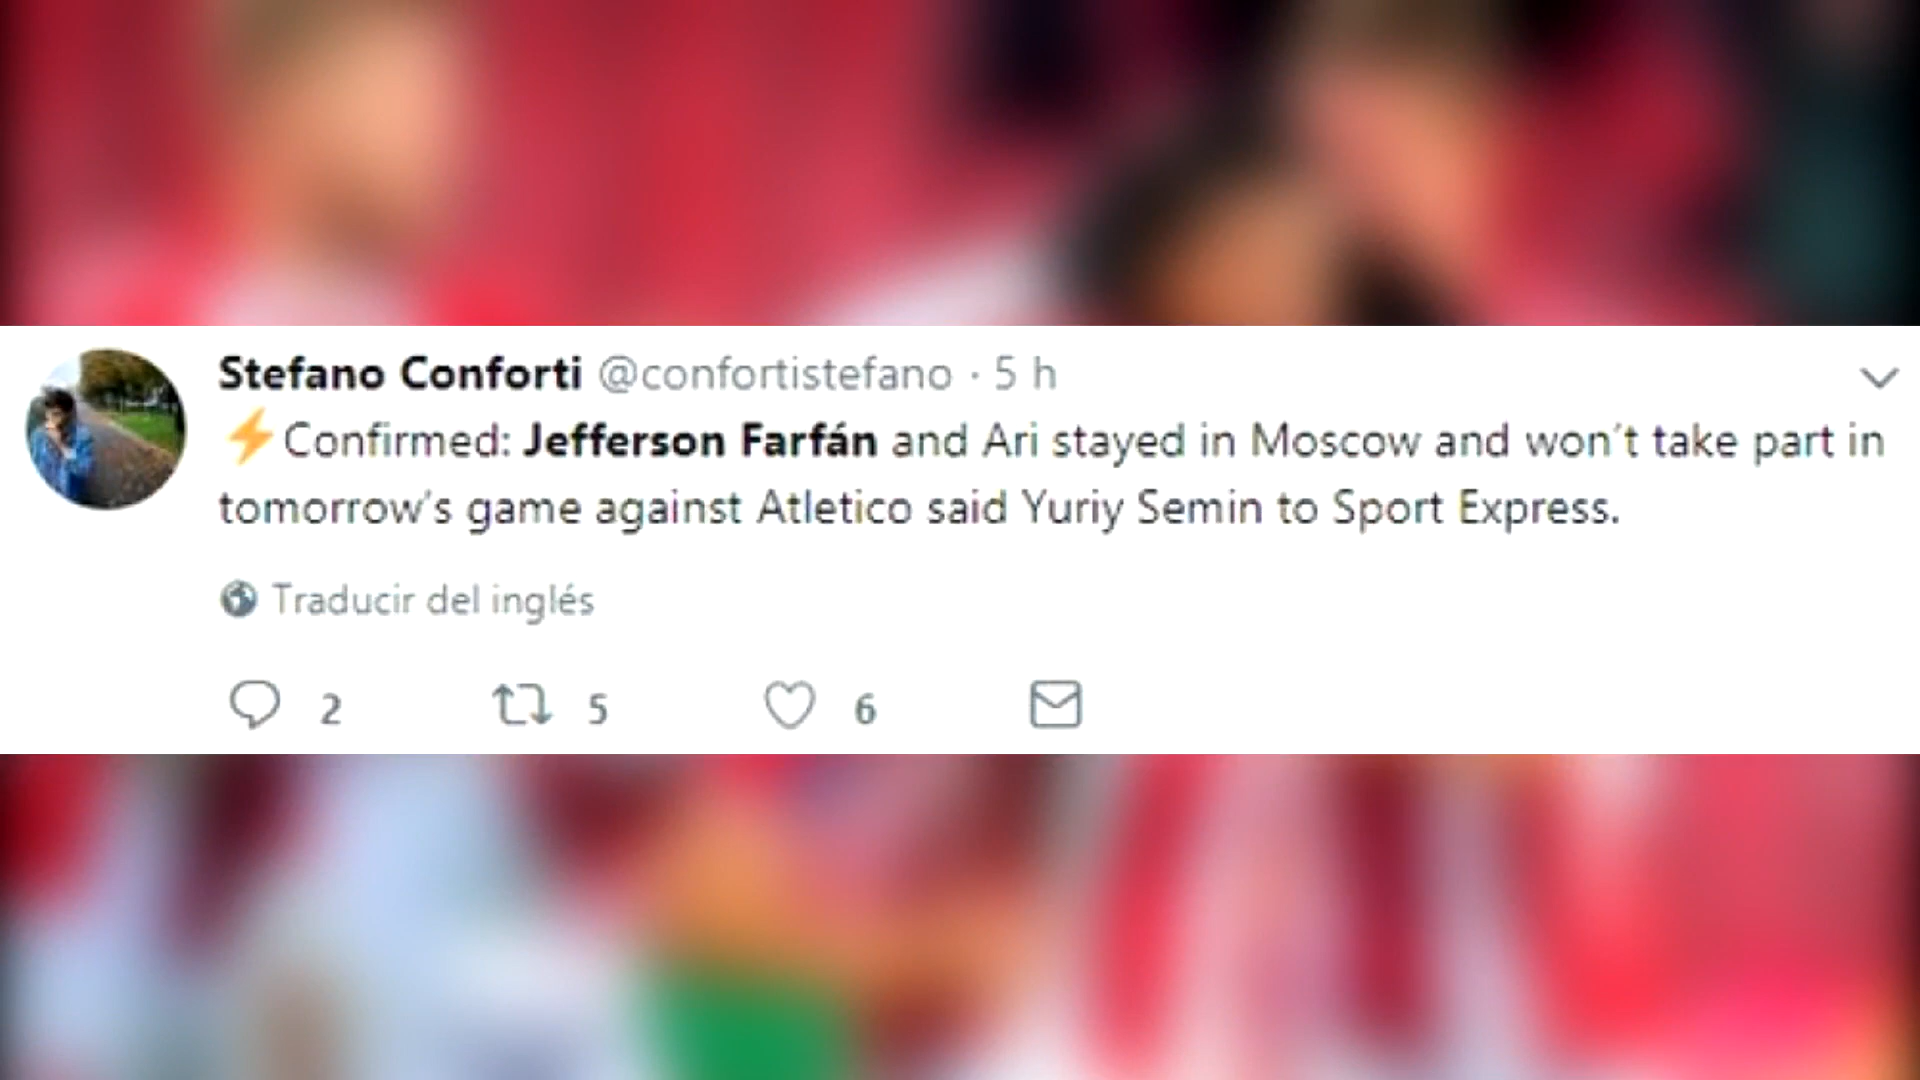 Stefano Conforti @confortistefano · 5 h
⚡Confirmed: Jefferson Farfán and Ari stayed in Moscow and won´t take part in
tomorrow's game against Atletico said Yuriy Semin to Sport Express.
Traducir del inglés
2 5 6